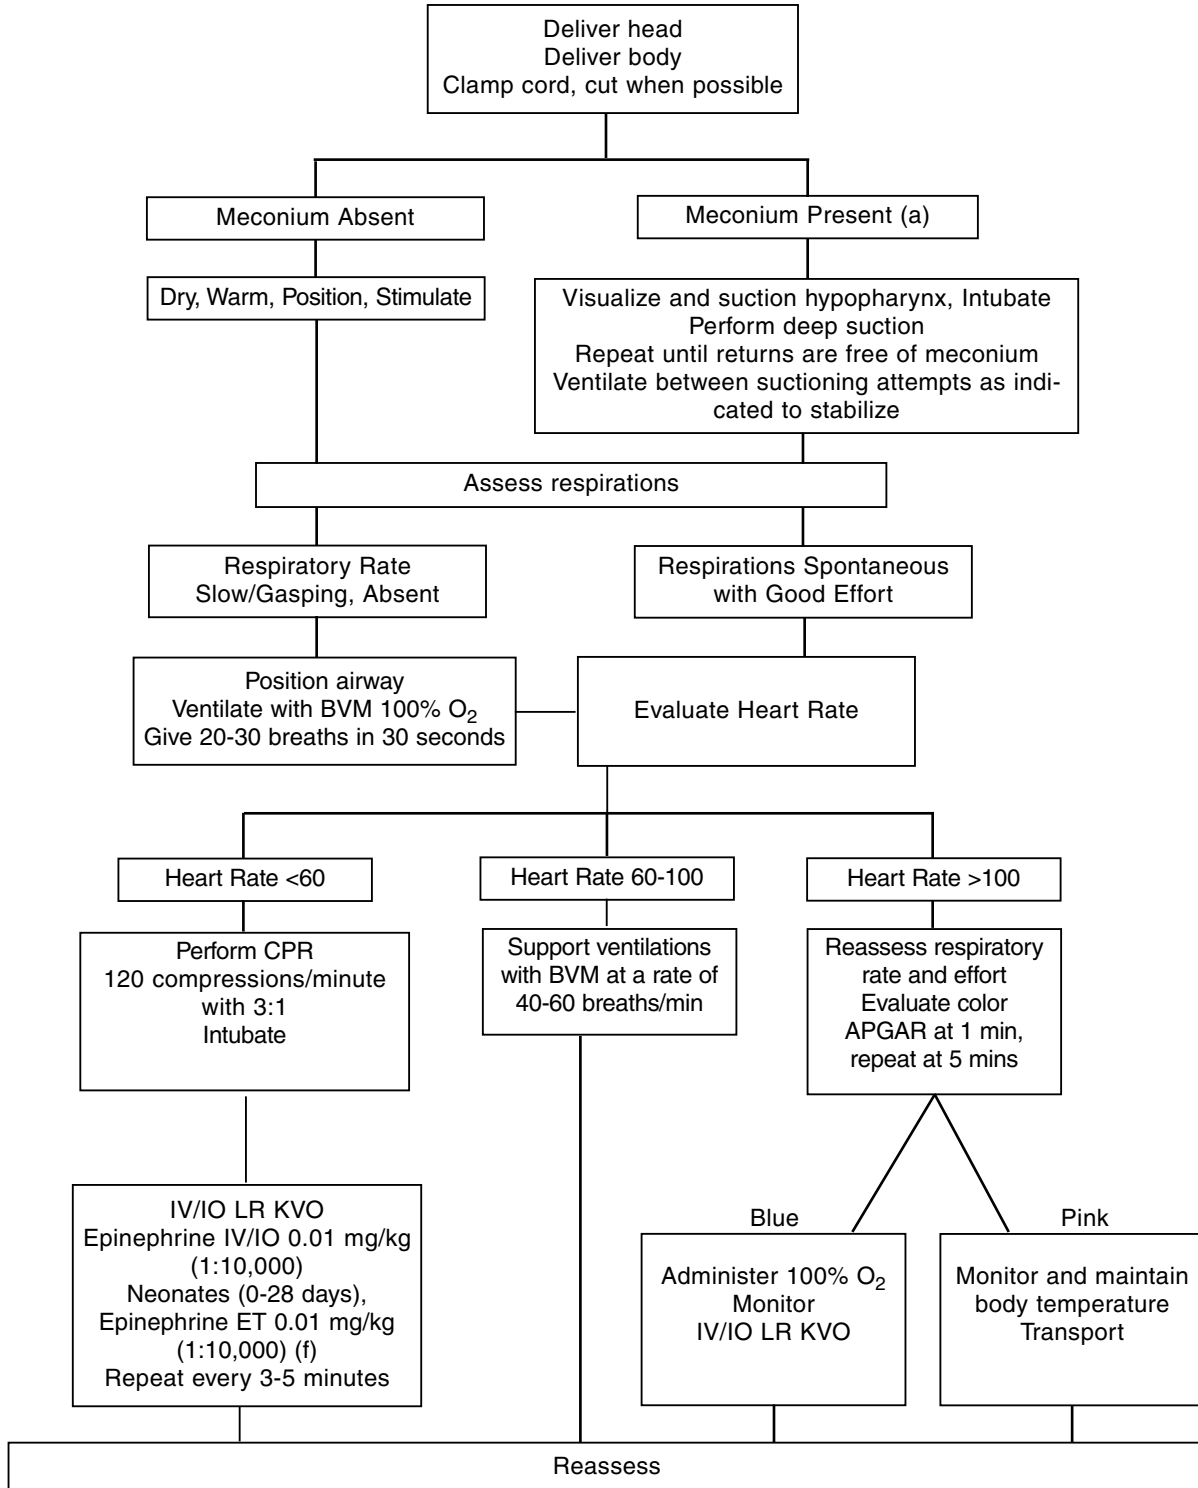 Deliver head
Deliver body
Clamp cord, cut when possible
Meconium Absent
Meconium Present (a)
Dry, Warm, Position, Stimulate
Visualize and suction hypopharynx, Intubate
Perform deep suction
Repeat until returns are free of meconium
Ventilate between suctioning attempts as indi-
cated to stabilize
Assess respirations
Respiratory Rate
Slow/Gasping, Absent
Respirations Spontaneous
with Good Effort
Position airway
Ventilate with BVM 100% O2
Give 20-30 breaths in 30 seconds
Evaluate Heart Rate
Heart Rate <60
Heart Rate 60-100
Heart Rate >100
Perform CPR
120 compressions/minute
with 3:1
Intubate
Support ventilations
with BVM at a rate of
40-60 breaths/min
Reassess respiratory
rate and effort
Evaluate color
APGAR at 1 min,
repeat at 5 mins
IV/IO LR KVO
Epinephrine IV/IO 0.01 mg/kg
(1:10,000)
Neonates (0-28 days),
Epinephrine ET 0.01 mg/kg
(1:10,000) (f)
Repeat every 3-5 minutes
Blue
Administer 100% O2
Monitor
IV/IO LR KVO
Pink
Monitor and maintain
body temperature
Transport
Reassess